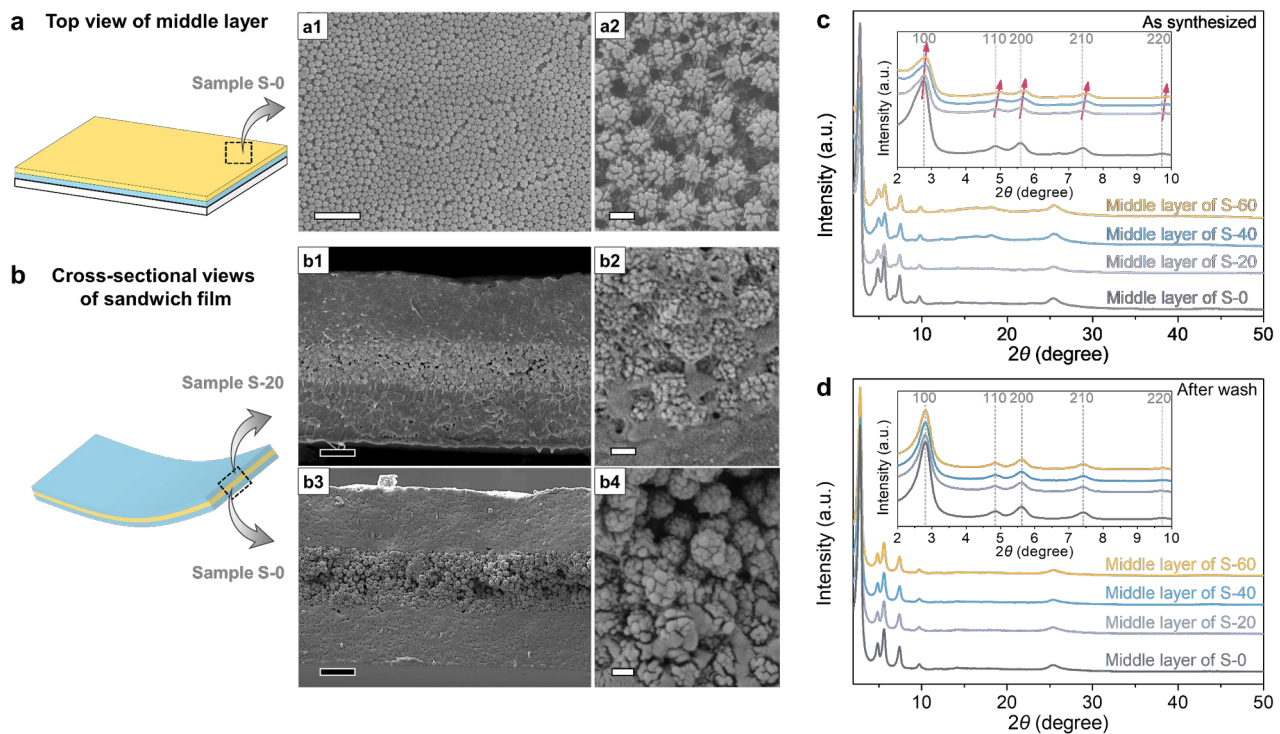 a
Top view of middle layer
Sample S-0
a1
a2
b
Cross-sectional views
of sandwich film
Sample S-20
Sample S-0
b1
b2
b3
b4
c
As synthesized
100
110
200
210
220
Intensity (a.u.)
2 3 4 5 6 7 8 9 10
2θ (degree)
Middle layer of S-60
Middle layer of S-40
Middle layer of S-20
Middle layer of S-0
Intensity (a.u.)
10 20 30 40 50
2θ (degree)
d
After wash
100
110
200
210
220
Intensity (a.u.)
2 3 4 5 6 7 8 9 10
2θ (degree)
Middle layer of S-60
Middle layer of S-40
Middle layer of S-20
Middle layer of S-0
Intensity (a.u.)
10 20 30 40 50
2θ (degree)